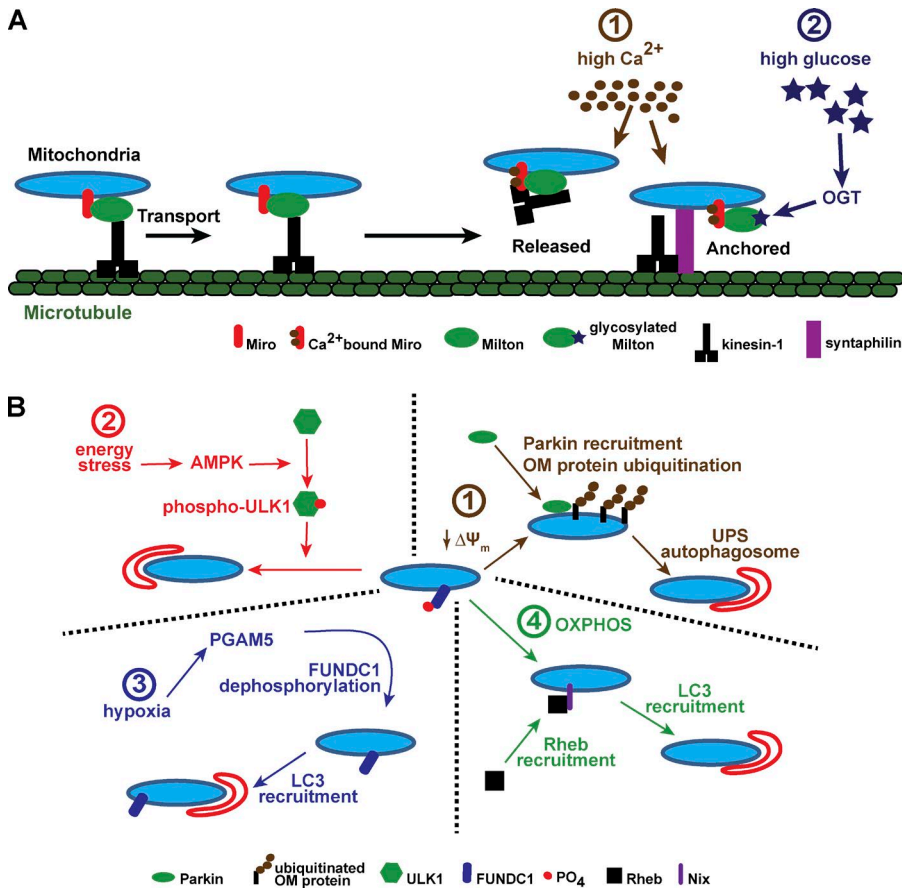 A
1
high Ca2+
2
high glucose
Mitochondria
Transport
Released
Anchored
OGT
Microtubule
Miro
Ca2+bound Miro
Milton
glycosylated
Milton
kinesin-1
syntaphilin
B
2
energy
stress
AMPK
phospho-ULK1
1
↓ ΔΨm
Parkin recruitment
OM protein ubiquitination
UPS
autophagosome
3
hypoxia
PGAM5
FUNDC1
dephosphorylation
LC3
recruitment
4 OXPHOS
Rheb
recruitment
LC3
recruitment
Parkin
ubiquitinated
OM protein
ULK1
FUNDC1
PO4
Rheb
Nix